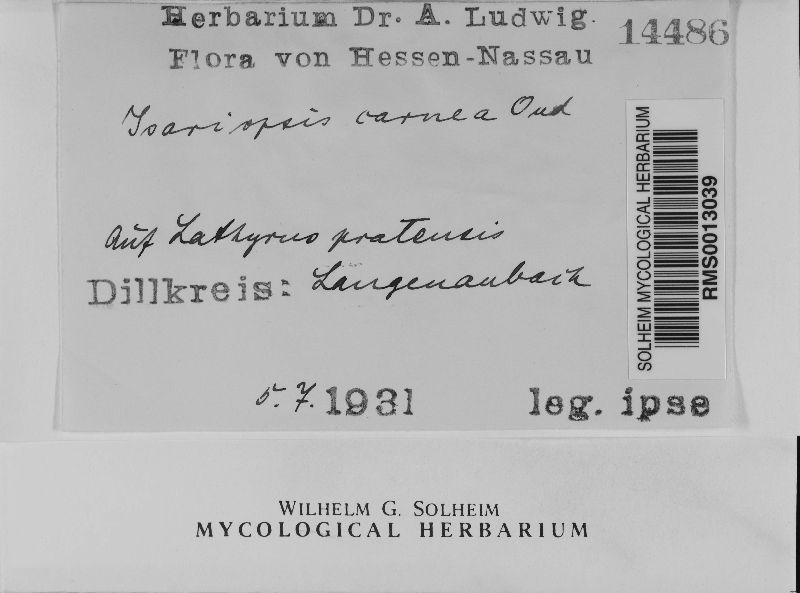 Herbarium Dr. A. Ludwig.
Flora von Hessen-Nassau
14486
Isariopsis carnea Oud
Auf Lathyrus pratensis
Dillkreis: Langenaubach
5. 7. 1931 leg. ipse
SOLHEIM MYCOLOGICAL HERBARIUM
RMS0013039
WILHELM G. SOLHEIM
MYCOLOGICAL HERBARIUM